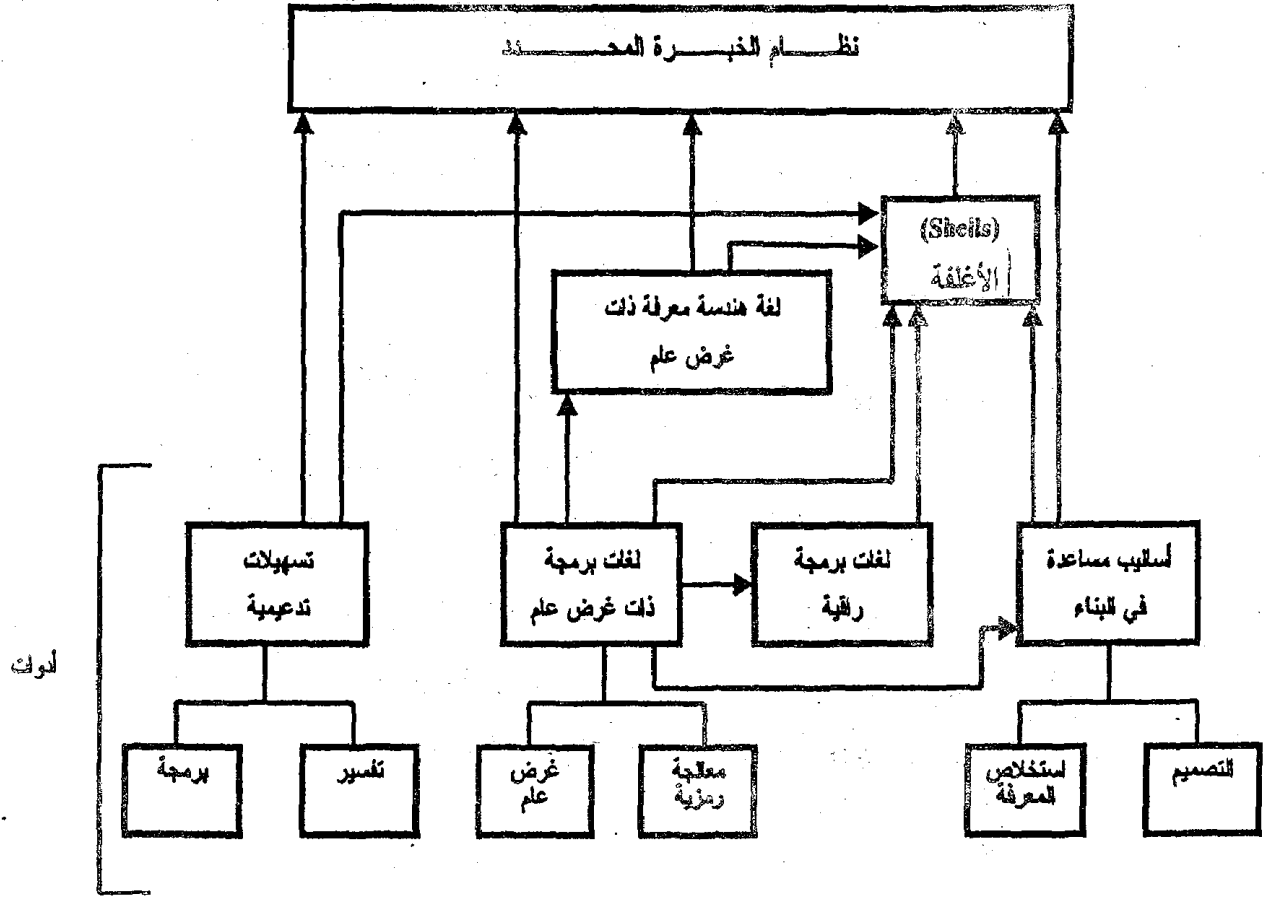 نظام الخبرة المحدد
(Shells)
الأغلفة
لغة هندسة معرفة ذات
غرض عام
أساليب مساعدة
في البناء
لغات برمجة
راقية
لغات برمجة
ذات غرض عام
تسهيلات
تدعيمية
أدوات
التصميم
استخلاص
المعرفة
معالجة
رمزية
غرض
عام
تفسير
برمجة